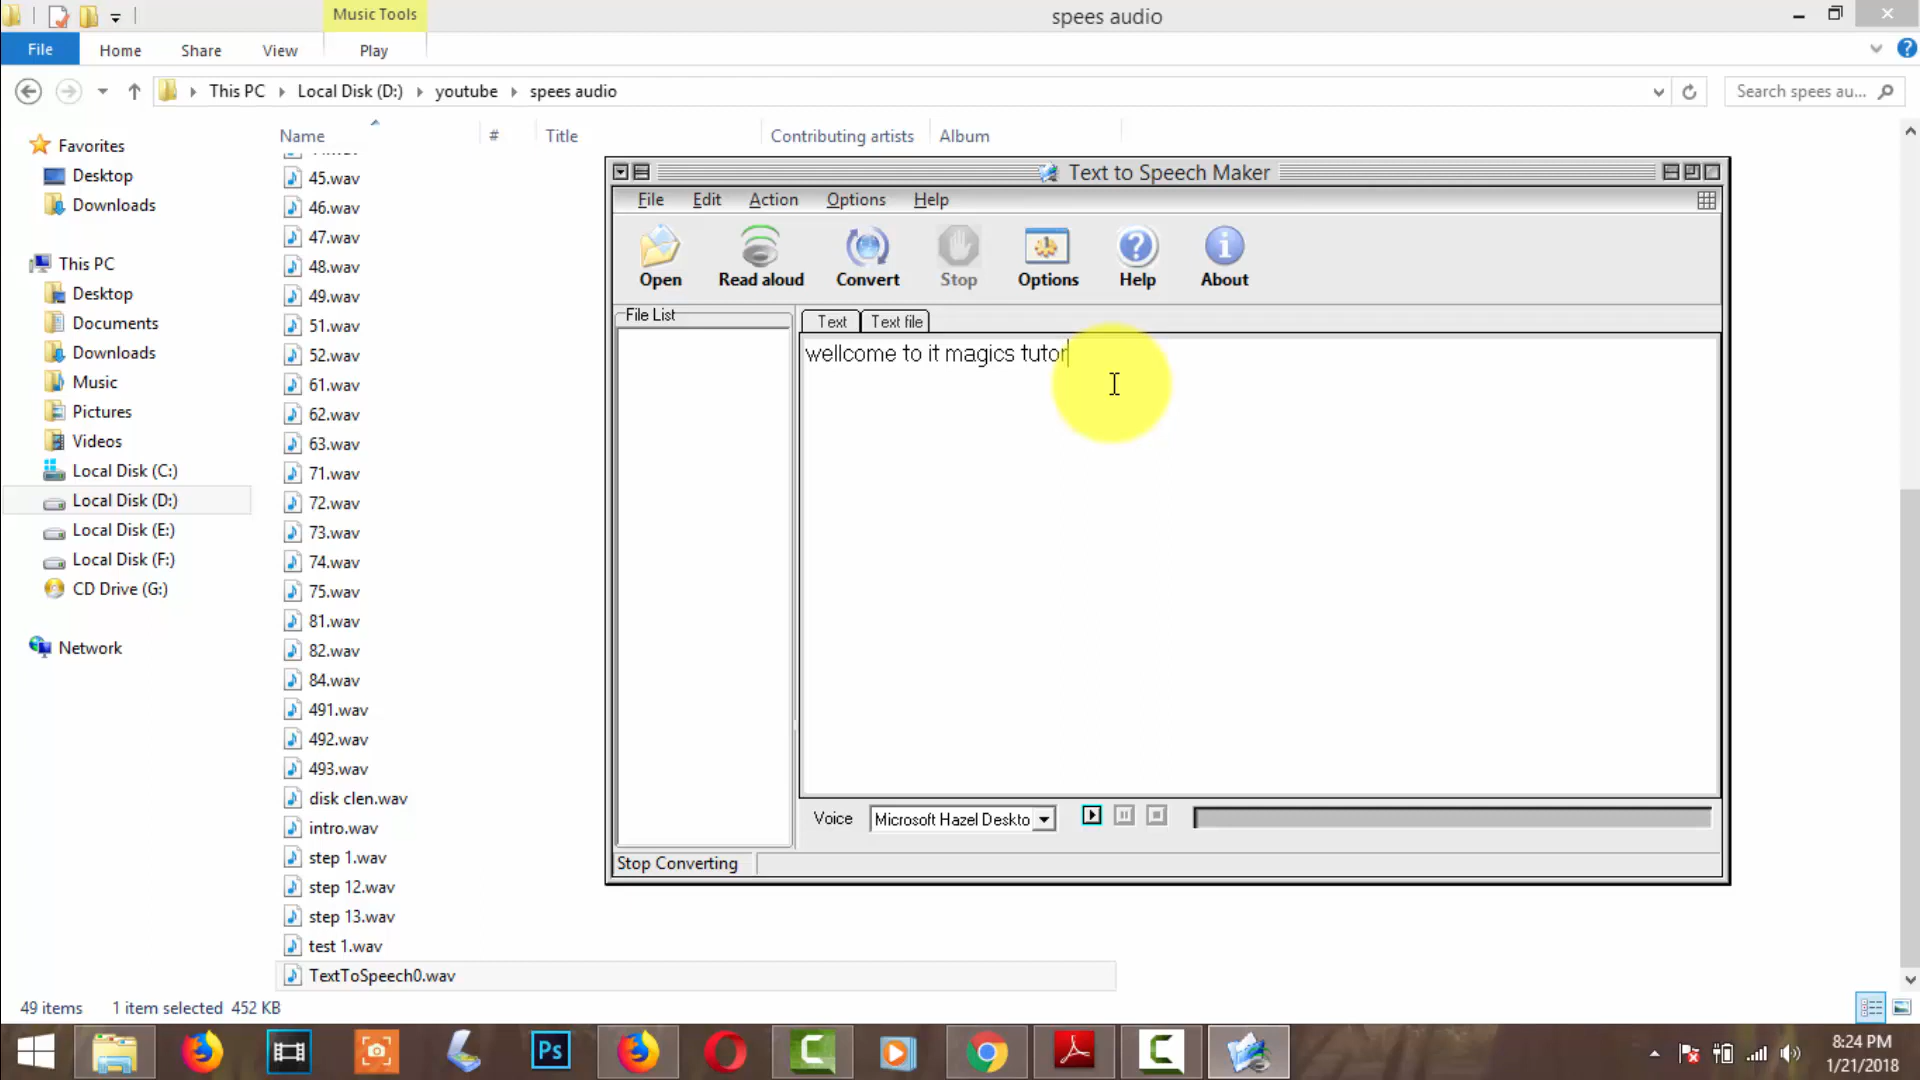 Music Tools
spees audio
File
Home
Share
View
Play
This PC
Local Disk (D:)
youtube
spees audio
Search spees au...
Name
#
Title
Contributing artists
Album
Favorites
Desktop
Downloads
This PC
Desktop
Documents
Downloads
Music
Pictures
Videos
Local Disk (C:)
Local Disk (D:)
Local Disk (E:)
Local Disk (F:)
CD Drive (G:)
Network
45.wav
46.wav
47.wav
48.wav
49.wav
51.wav
52.wav
61.wav
62.wav
63.wav
71.wav
72.wav
73.wav
74.wav
75.wav
81.wav
82.wav
84.wav
491.wav
492.wav
493.wav
disk clen.wav
intro.wav
step 1.wav
step 12.wav
step 13.wav
test 1.wav
TextToSpeech0.wav
Text to Speech Maker
File
Edit
Action
Options
Help
Open
Read aloud
Convert
Stop
Options
Help
About
File List
Text
Text file
wellcome to it magics tutor
Voice
Microsoft Hazel Deskto
Stop Converting
49 items
1 item selected 452 KB
Ps
8:24 PM
1/21/2018